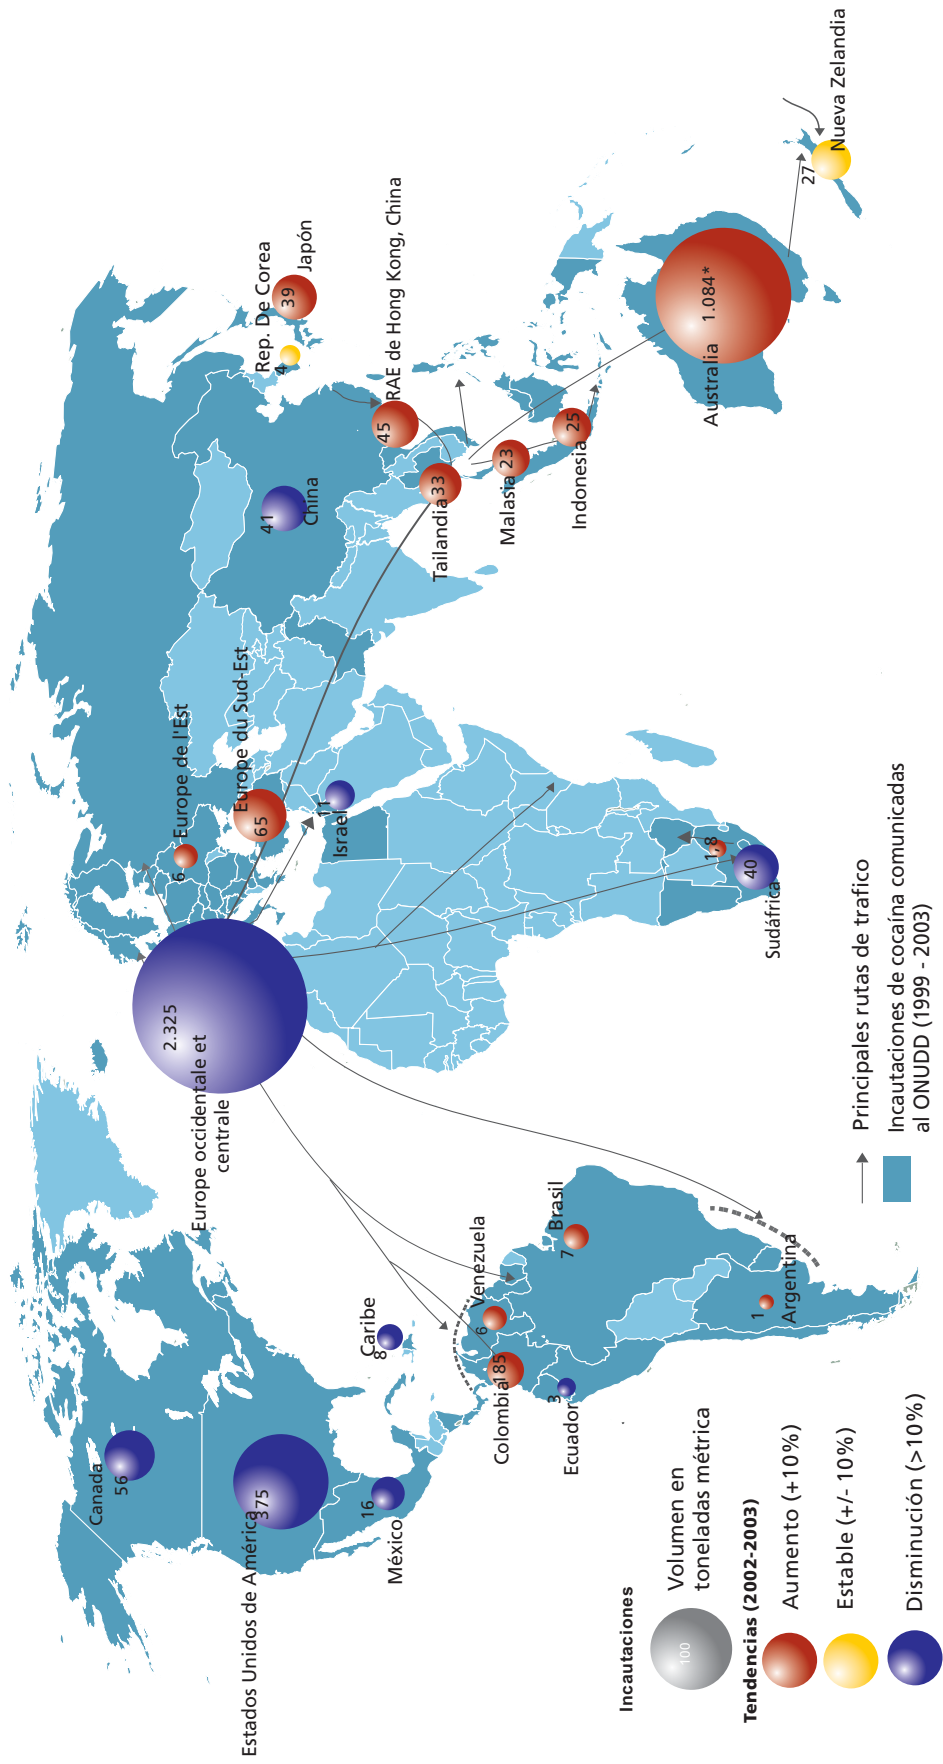 Canada
56
Estados Unidos de América
375
México
16
Caribe
8
Venezuela
6
Colombia
185
Ecuador
3
Brasil
7
Argentina
1
Europe occidentale et
centrale
2.325
Europe de l'Est
6
Europe du Sud-Est
65
Israel
11
1,8
Sudáfrica
40
China
41
Rep. De Corea
4
Japón
39
RAE de Hong Kong, China
45
Tailandia
33
Malasia
23
Indonesia
25
Australia
1.084*
Nueva Zelandia
27
Incautaciones
100
Volumen en
toneladas métrica
Tendencias (2002-2003)
Aumento (+10%)
Estable (+/- 10%)
Disminución (>10%)
Principales rutas de trafico
Incautaciones de cocaína comunicadas
al ONUDD (1999 - 2003)